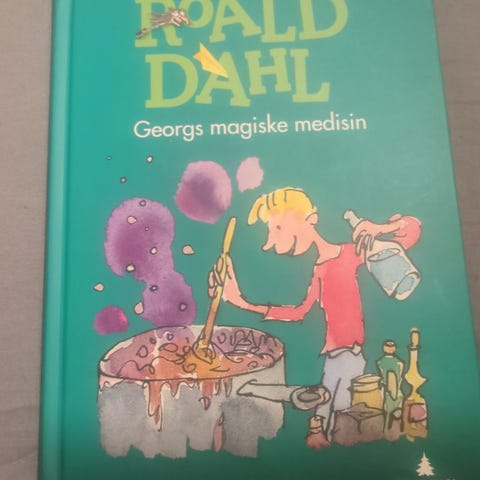 ROALD
DAHL
Georgs magiske medisin